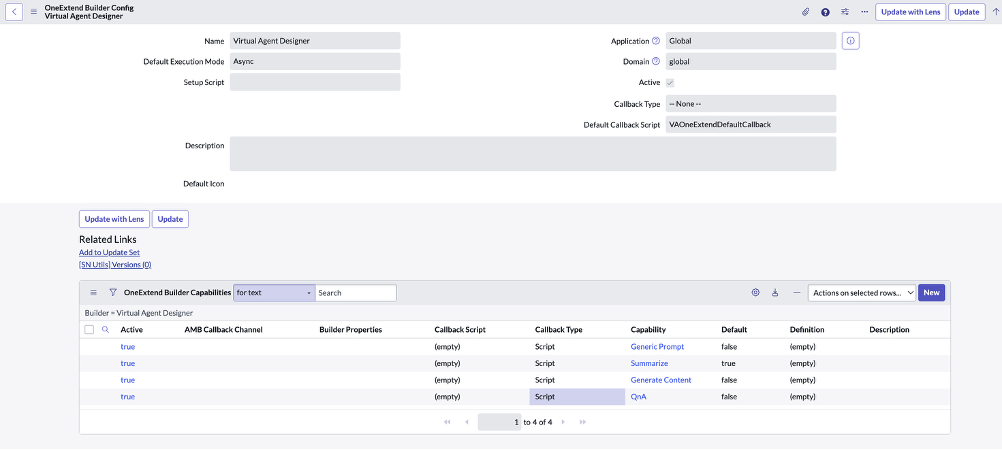 OneExtend Builder Config
Virtual Agent Designer
Update with Lens
Update
Name
Virtual Agent Designer
Application
Global
Default Execution Mode
Async
Domain
global
Setup Script
Active
Callback Type
-- None --
Default Callback Script
VAOneExtendDefaultCallback
Description
Default Icon
Update with Lens
Update
Related Links
Add to Update Set
[SN Utils] Versions (0)
OneExtend Builder Capabilities
for text
Search
Actions on selected rows...
New
Builder = Virtual Agent Designer
Active AMB Callback Channel Builder Properties Callback Script Callback Type Capability Default Definition Description
true (empty) Script Generic Prompt false (empty)
true (empty) Script Summarize true (empty)
true (empty) Script Generate Content false (empty)
true (empty) Script QnA false (empty)
1 to 4 of 4